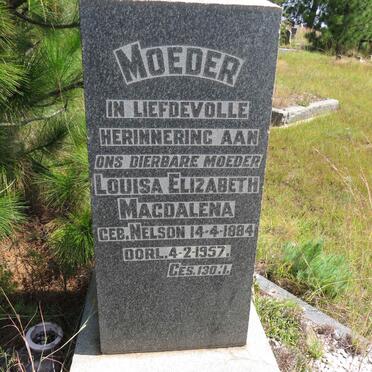 MOEDER
IN LIEFDEVOLLE
HERINNERING AAN
ONS DIERBARE MOEDER
LOUISA ELIZABETH
MAGDALENA
GEB. NELSON 14-4-1884
OORL. 4-2-1957.
GES. 130:1.